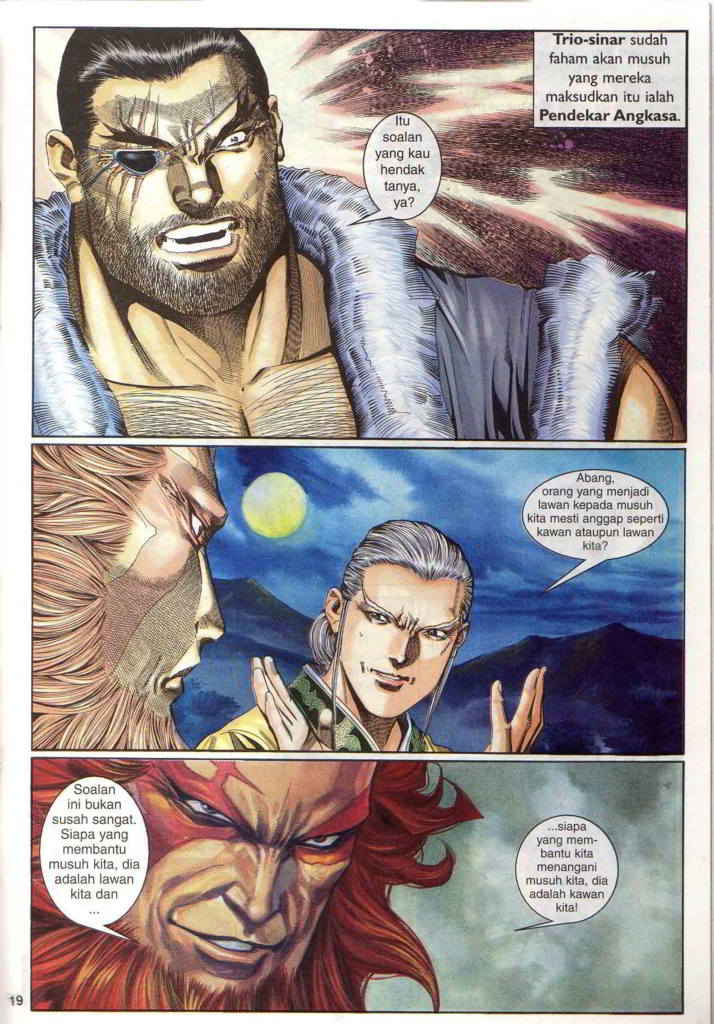 Trio-sinar sudah
faham akan musuh
yang mereka
maksudkan itu ialah
Pendekar Angkasa.
Itu
soalan
yang kau
hendak
tanya,
ya?
Abang,
orang yang menjadi
lawan kepada musuh
kita mesti anggap seperti
kawan ataupun lawan
kita?
Soalan
ini bukan
susah sangat.
Siapa yang
membantu
musuh kita, dia
adalah lawan
kita dan
...
...siapa
yang mem-
bantu kita
menangani
musuh kita, dia
adalah kawan
kita!
19